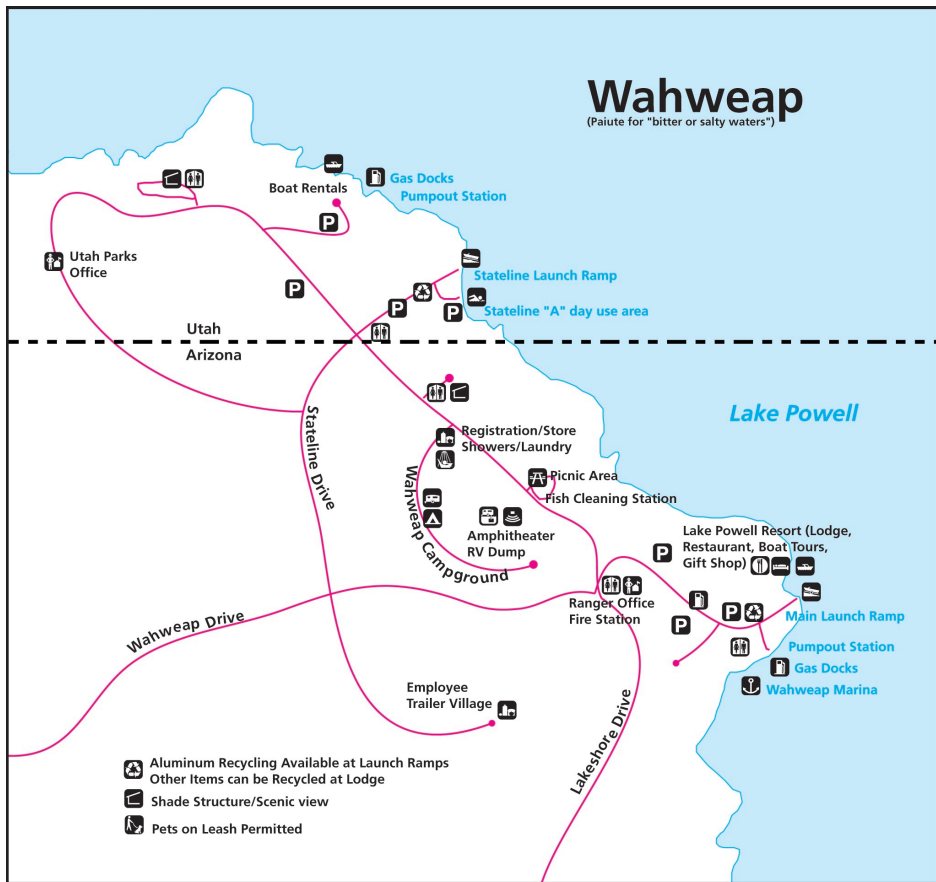 Wahweap
(Paiute for "bitter or salty waters")
Gas Docks
Pumpout Station
Boat Rentals
P
Utah Parks
Office
Stateline Launch Ramp
P
P
P
Stateline "A" day use area
Utah
Arizona
Lake Powell
Stateline Drive
Registration/Store
Showers/Laundry
Wahweap Campground
Picnic Area
Fish Cleaning Station
Amphitheater
RV Dump
Lake Powell Resort (Lodge,
Restaurant, Boat Tours,
Gift Shop)
P
Ranger Office
Fire Station
Main Launch Ramp
P
P
Wahweap Drive
Pumpout Station
Gas Docks
Wahweap Marina
Employee
Trailer Village
Lakeshore Drive
Aluminum Recycling Available at Launch Ramps
Other Items can be Recycled at Lodge
Shade Structure/Scenic view
Pets on Leash Permitted